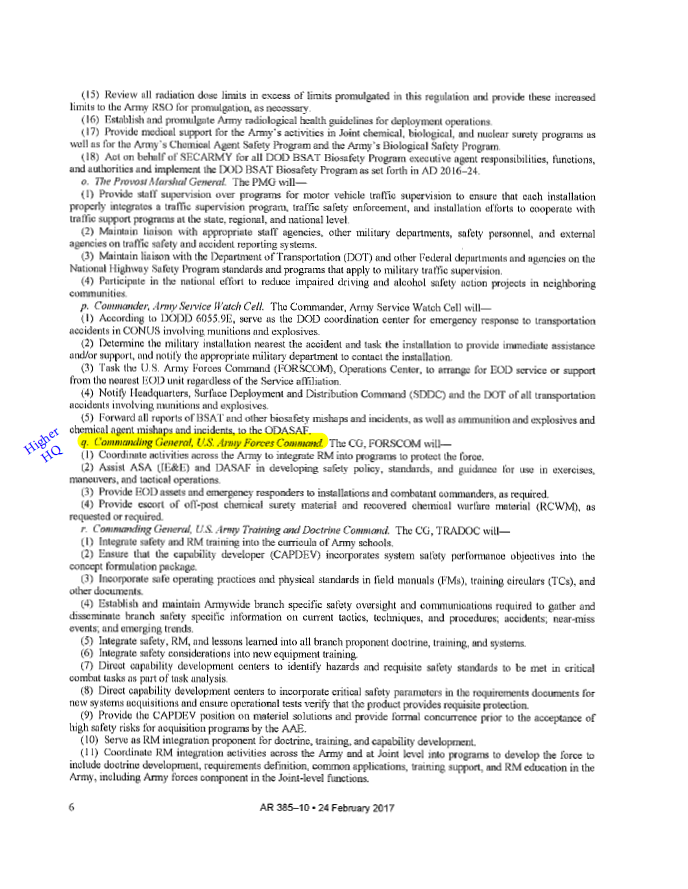 (15) Review all radiation dose limits in excess of limits promulgated in this regulation and provide these increased
limits to the Army RSO for promulgation, as necessary.
(16) Establish and promulgate Army radiological health guidelines for deployment operations.
(17) Provide medical support for the Army's activities in Joint chemical, biological, and nuclear surety programs as
well as for the Army's Chemical Agent Safety Program and the Army's Biological Safety Program.
(18) Act on behalf of SECARMY for all DOD BSAT Biosafety Program executive agent responsibilities, functions,
and authorities and implement the DOD BSAT Biosafety Program as set forth in AD 2016–24.
o. The Provost Marshal General. The PMG will—
(1) Provide staff supervision over programs for motor vehicle traffic supervision to ensure that each installation
properly integrates a traffic supervision program, traffic safety enforcement, and installation efforts to cooperate with
traffic support programs at the state, regional, and national level.
(2) Maintain liaison with appropriate staff agencies, other military departments, safety personnel, and external
agencies on traffic safety and accident reporting systems.
(3) Maintain liaison with the Department of Transportation (DOT) and other Federal departments and agencies on the
National Highway Safety Program standards and programs that apply to military traffic supervision.
(4) Participate in the national effort to reduce impaired driving and alcohol safety action projects in neighboring
communities.
p. Commander, Army Service Watch Cell. The Commander, Army Service Watch Cell will—
(1) According to DODD 6055.9E, serve as the DOD coordination center for emergency response to transportation
accidents in CONUS involving munitions and explosives.
(2) Determine the military installation nearest the accident and task the installation to provide immediate assistance
and/or support, and notify the appropriate military department to contact the installation.
(3) Task the U.S. Army Forces Command (FORSCOM), Operations Center, to arrange for EOD service or support
from the nearest EOD unit regardless of the Service affiliation.
(4) Notify Headquarters, Surface Deployment and Distribution Command (SDDC) and the DOT of all transportation
accidents involving munitions and explosives.
(5) Forward all reports of BSAT and other biosafety mishaps and incidents, as well as ammunition and explosives and
chemical agent mishaps and incidents, to the ODASAF.
Higher
HQ
q. Commanding General, U.S. Army Forces Command. The CG, FORSCOM will—
(1) Coordinate activities across the Army to integrate RM into programs to protect the force.
(2) Assist ASA (IE&E) and DASAF in developing safety policy, standards, and guidance for use in exercises,
maneuvers, and tactical operations.
(3) Provide EOD assets and emergency responders to installations and combatant commanders, as required.
(4) Provide escort of off-post chemical surety material and recovered chemical warfare material (RCWM), as
requested or required.
r. Commanding General, U.S. Army Training and Doctrine Command. The CG, TRADOC will—
(1) Integrate safety and RM training into the curricula of Army schools.
(2) Ensure that the capability developer (CAPDEV) incorporates system safety performance objectives into the
concept formulation package.
(3) Incorporate safe operating practices and physical standards in field manuals (FMs), training circulars (TCs), and
other documents.
(4) Establish and maintain Armywide branch specific safety oversight and communications required to gather and
disseminate branch safety specific information on current tactics, techniques, and procedures; accidents; near-miss
events; and emerging trends.
(5) Integrate safety, RM, and lessons learned into all branch proponent doctrine, training, and systems.
(6) Integrate safety considerations into new equipment training.
(7) Direct capability development centers to identify hazards and requisite safety standards to be met in critical
combat tasks as part of task analysis.
(8) Direct capability development centers to incorporate critical safety parameters in the requirements documents for
new systems acquisitions and ensure operational tests verify that the product provides requisite protection.
(9) Provide the CAPDEV position on materiel solutions and provide formal concurrence prior to the acceptance of
high safety risks for acquisition programs by the AAE.
(10) Serve as RM integration proponent for doctrine, training, and capability development.
(11) Coordinate RM integration activities across the Army and at Joint level into programs to develop the force to
include doctrine development, requirements definition, common applications, training support, and RM education in the
Army, including Army forces component in the Joint-level functions.
6
AR 385–10 • 24 February 2017